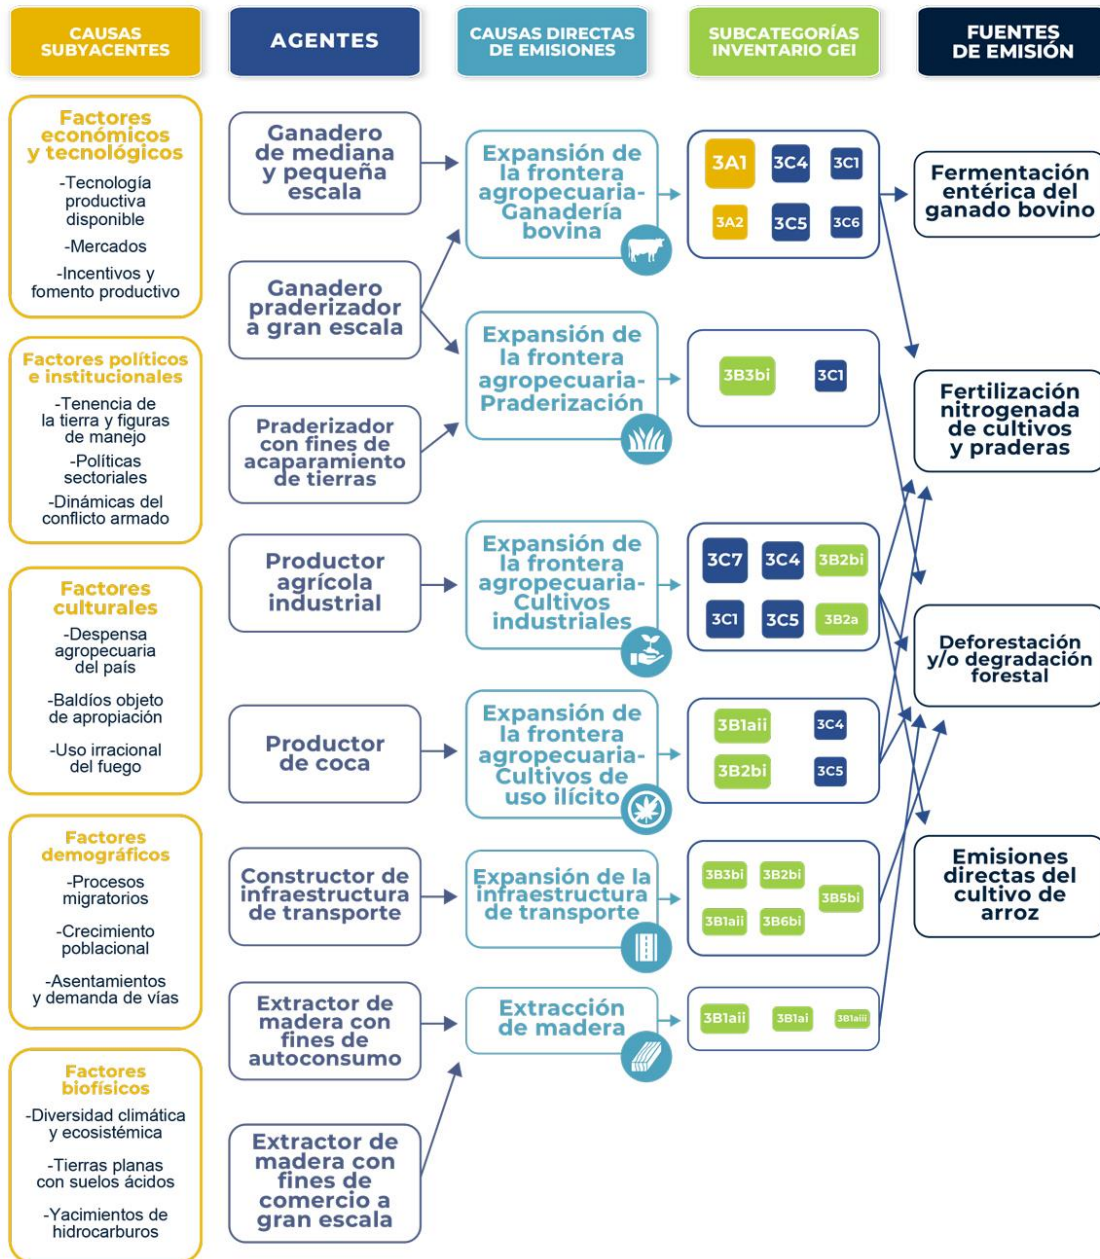 CAUSAS
SUBYACENTES
AGENTES
CAUSAS DIRECTAS
DE EMISIONES
SUBCATEGORÍAS
INVENTARIO GEI
FUENTES
DE EMISIÓN
Factores
económicos
y tecnológicos
-Tecnología
productiva
disponible
-Mercados
-Incentivos y
fomento productivo
Factores políticos
e institucionales
-Tenencia de
la tierra y figuras
de manejo
-Políticas
sectoriales
-Dinámicas del
conflicto armado
Factores
culturales
-Despensa
agropecuaria
del país
-Baldíos objeto
de apropiación
-Uso irracional
del fuego
Factores
demográficos
-Procesos
migratorios
-Crecimiento
poblacional
-Asentamientos
y demanda de vías
Factores
biofísicos
-Diversidad climática
y ecosistémica
-Tierras planas
con suelos ácidos
-Yacimientos de
hidrocarburos
Ganadero
de mediana
y pequeña
escala
Ganadero
praderizador
a gran escala
Praderizador
con fines de
acaparamiento
de tierras
Productor
agrícola
industrial
Productor
de coca
Constructor de
infraestructura
de transporte
Extractor de
madera con
fines de
autoconsumo
Extractor de
madera con
fines de
comercio a
gran escala
Expansión de
la frontera
agropecuaria-
Ganadería
bovina
Expansión de
la frontera
agropecuaria-
Praderización
Expansión de
la frontera
agropecuaria-
Cultivos
industriales
Expansión de
la frontera
agropecuaria-
Cultivos de
uso ilícito
Expansión de la
infraestructura
de transporte
Extracción
de madera
3A1 3C4 3C1
3A2 3C5 3C6
3B3bi 3C1
3C7 3C4 3B2bi
3C1 3C5 3B2a
3B1aii 3C4
3B2bi 3C5
3B3bi 3B2bi
3B5bi
3B1aii 3B6bi
3B1aii 3B1ai 3B1aiii
Fermentación
entérica del
ganado bovino
Fertilización
nitrogenada
de cultivos
y praderas
Deforestación
y/o degradación
forestal
Emisiones
directas del
cultivo de
arroz